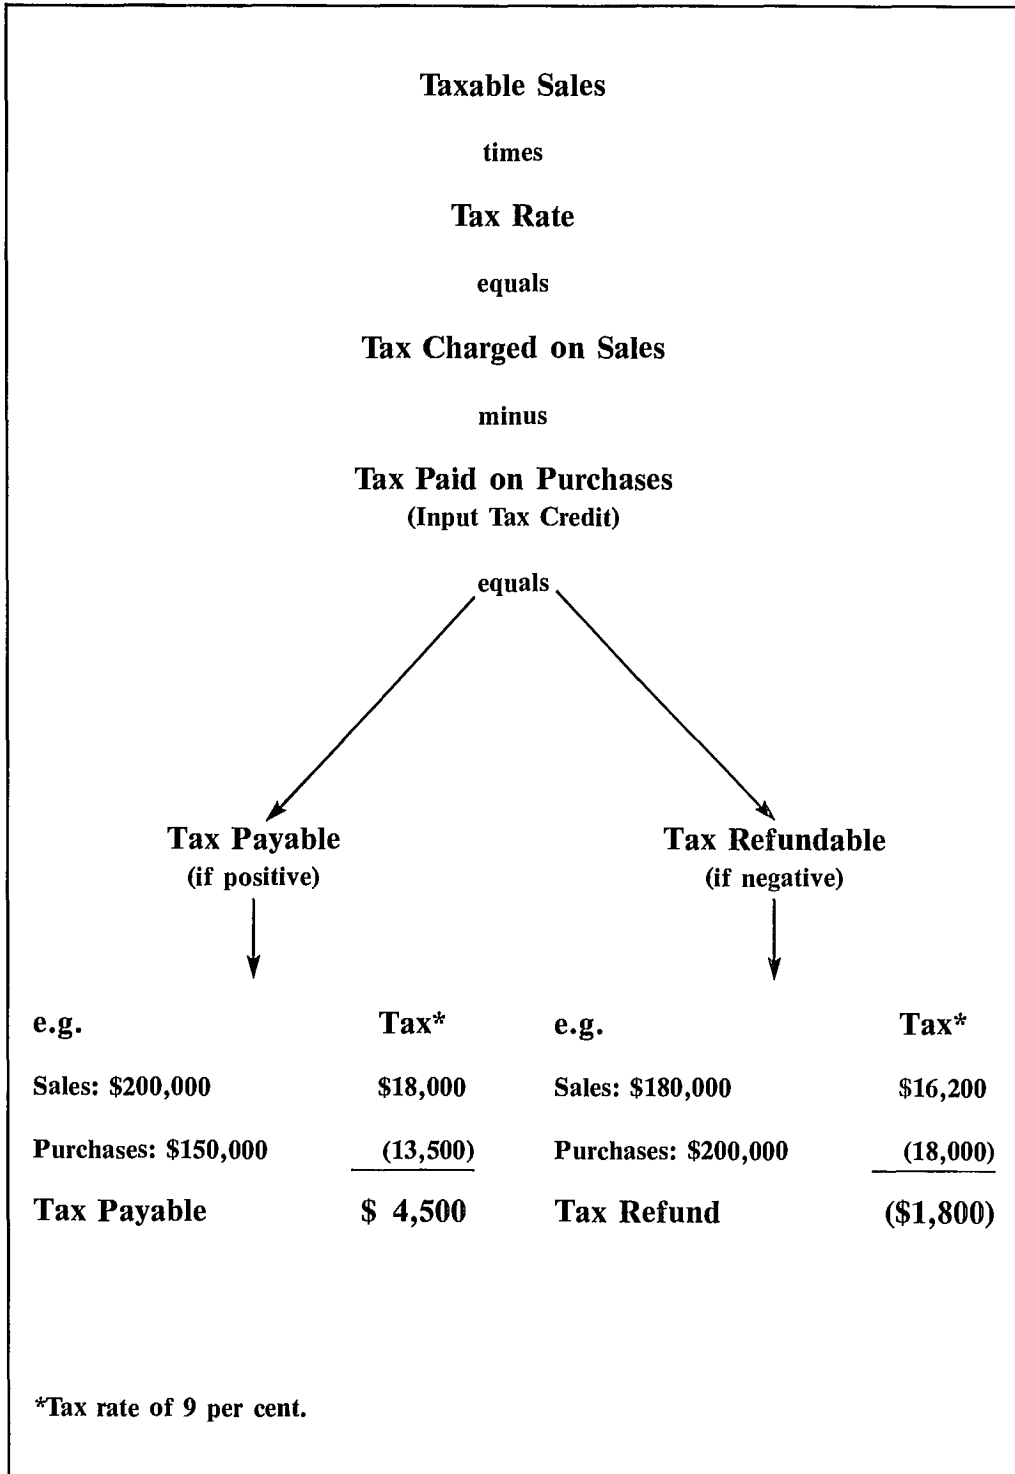 Taxable Sales
times
Tax Rate
equals
Tax Charged on Sales
minus
Tax Paid on Purchases
(Input Tax Credit)
equals
Tax Payable
(if positive)
Tax Refundable
(if negative)
e.g. Tax*
Sales: $200,000 $18,000
Purchases: $150,000 (13,500)
Tax Payable $ 4,500
e.g. Tax*
Sales: $180,000 $16,200
Purchases: $200,000 (18,000)
Tax Refund ($1,800)
*Tax rate of 9 per cent.